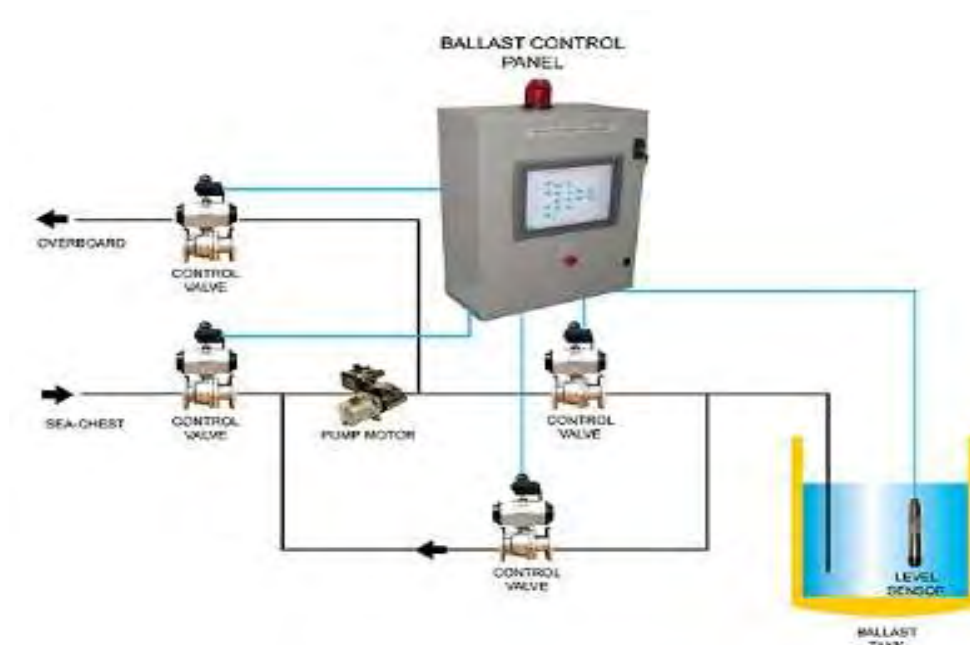 BALLAST CONTROL
PANEL
OVERBOARD
CONTROL
VALVE
SEA-CHEST
CONTROL
VALVE
PUMP MOTOR
CONTROL
VALVE
CONTROL
VALVE
LEVEL
SENSOR
BALLAST
TANK